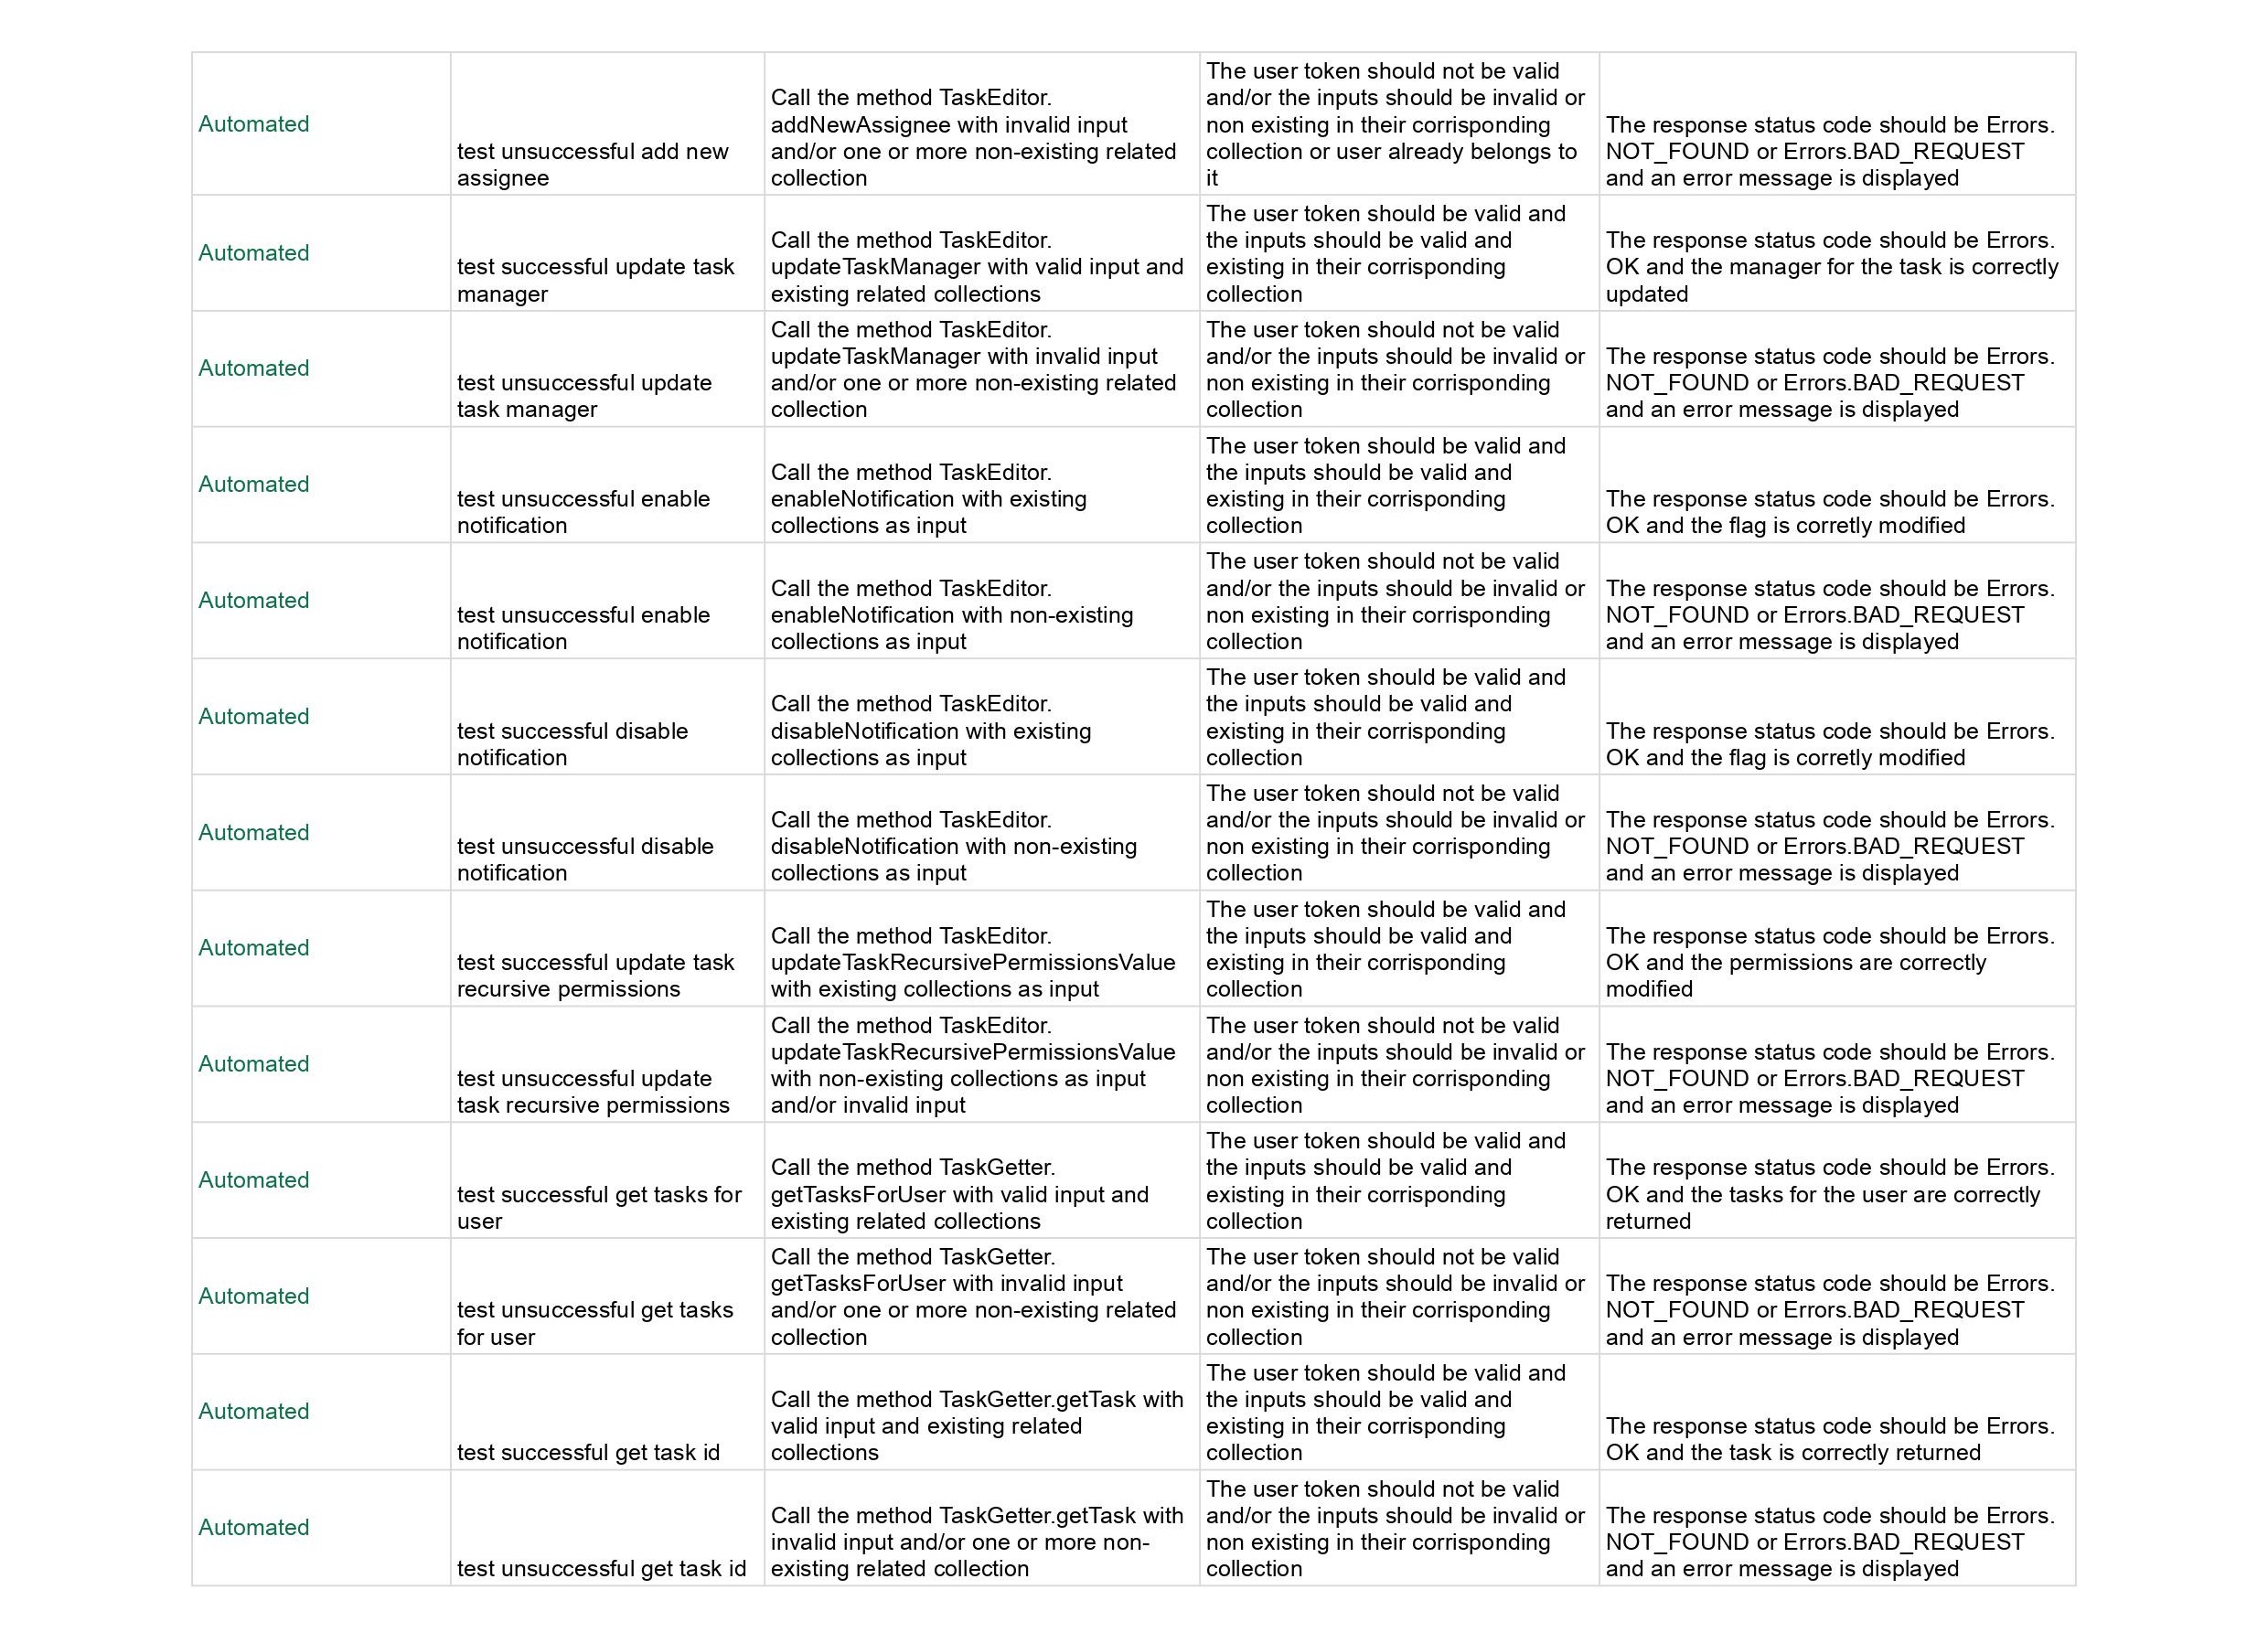 Automated
test unsuccessful add new
assignee
Call the method TaskEditor.
addNewAssignee with invalid input
and/or one or more non-existing related
collection
The user token should not be valid
and/or the inputs should be invalid or
non existing in their corrisponding
collection or user already belongs to
it
The response status code should be Errors.
NOT_FOUND or Errors.BAD_REQUEST
and an error message is displayed
Automated
test successful update task
manager
Call the method TaskEditor.
updateTaskManager with valid input and
existing related collections
The user token should be valid and
the inputs should be valid and
existing in their corrisponding
collection
The response status code should be Errors.
OK and the manager for the task is correctly
updated
Automated
test unsuccessful update
task manager
Call the method TaskEditor.
updateTaskManager with invalid input
and/or one or more non-existing related
collection
The user token should not be valid
and/or the inputs should be invalid or
non existing in their corrisponding
collection
The response status code should be Errors.
NOT_FOUND or Errors.BAD_REQUEST
and an error message is displayed
Automated
test unsuccessful enable
notification
Call the method TaskEditor.
enableNotification with existing
collections as input
The user token should be valid and
the inputs should be valid and
existing in their corrisponding
collection
The response status code should be Errors.
OK and the flag is corretly modified
Automated
test unsuccessful enable
notification
Call the method TaskEditor.
enableNotification with non-existing
collections as input
The user token should not be valid
and/or the inputs should be invalid or
non existing in their corrisponding
collection
The response status code should be Errors.
NOT_FOUND or Errors.BAD_REQUEST
and an error message is displayed
Automated
test successful disable
notification
Call the method TaskEditor.
disableNotification with existing
collections as input
The user token should be valid and
the inputs should be valid and
existing in their corrisponding
collection
The response status code should be Errors.
OK and the flag is corretly modified
Automated
test unsuccessful disable
notification
Call the method TaskEditor.
disableNotification with non-existing
collections as input
The user token should not be valid
and/or the inputs should be invalid or
non existing in their corrisponding
collection
The response status code should be Errors.
NOT_FOUND or Errors.BAD_REQUEST
and an error message is displayed
Automated
test successful update task
recursive permissions
Call the method TaskEditor.
updateTaskRecursivePermissionsValue
with existing collections as input
The user token should be valid and
the inputs should be valid and
existing in their corrisponding
collection
The response status code should be Errors.
OK and the permissions are correctly
modified
Automated
test unsuccessful update
task recursive permissions
Call the method TaskEditor.
updateTaskRecursivePermissionsValue
with non-existing collections as input
and/or invalid input
The user token should not be valid
and/or the inputs should be invalid or
non existing in their corrisponding
collection
The response status code should be Errors.
NOT_FOUND or Errors.BAD_REQUEST
and an error message is displayed
Automated
test successful get tasks for
user
Call the method TaskGetter.
getTasksForUser with valid input and
existing related collections
The user token should be valid and
the inputs should be valid and
existing in their corrisponding
collection
The response status code should be Errors.
OK and the tasks for the user are correctly
returned
Automated
test unsuccessful get tasks
for user
Call the method TaskGetter.
getTasksForUser with invalid input
and/or one or more non-existing related
collection
The user token should not be valid
and/or the inputs should be invalid or
non existing in their corrisponding
collection
The response status code should be Errors.
NOT_FOUND or Errors.BAD_REQUEST
and an error message is displayed
Automated
test successful get task id
Call the method TaskGetter.getTask with
valid input and existing related
collections
The user token should be valid and
the inputs should be valid and
existing in their corrisponding
collection
The response status code should be Errors.
OK and the task is correctly returned
Automated
test unsuccessful get task id
Call the method TaskGetter.getTask with
invalid input and/or one or more non-
existing related collection
The user token should not be valid
and/or the inputs should be invalid or
non existing in their corrisponding
collection
The response status code should be Errors.
NOT_FOUND or Errors.BAD_REQUEST
and an error message is displayed